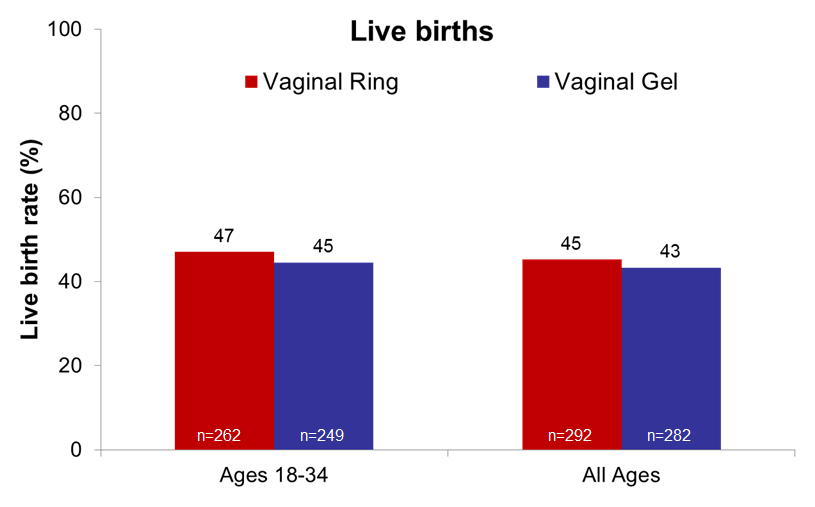 Live births
Vaginal Ring
Vaginal Gel
Live birth rate (%)
100
80
60
40
20
0
47
45
45
43
n=262
n=249
n=292
n=282
Ages 18-34
All Ages